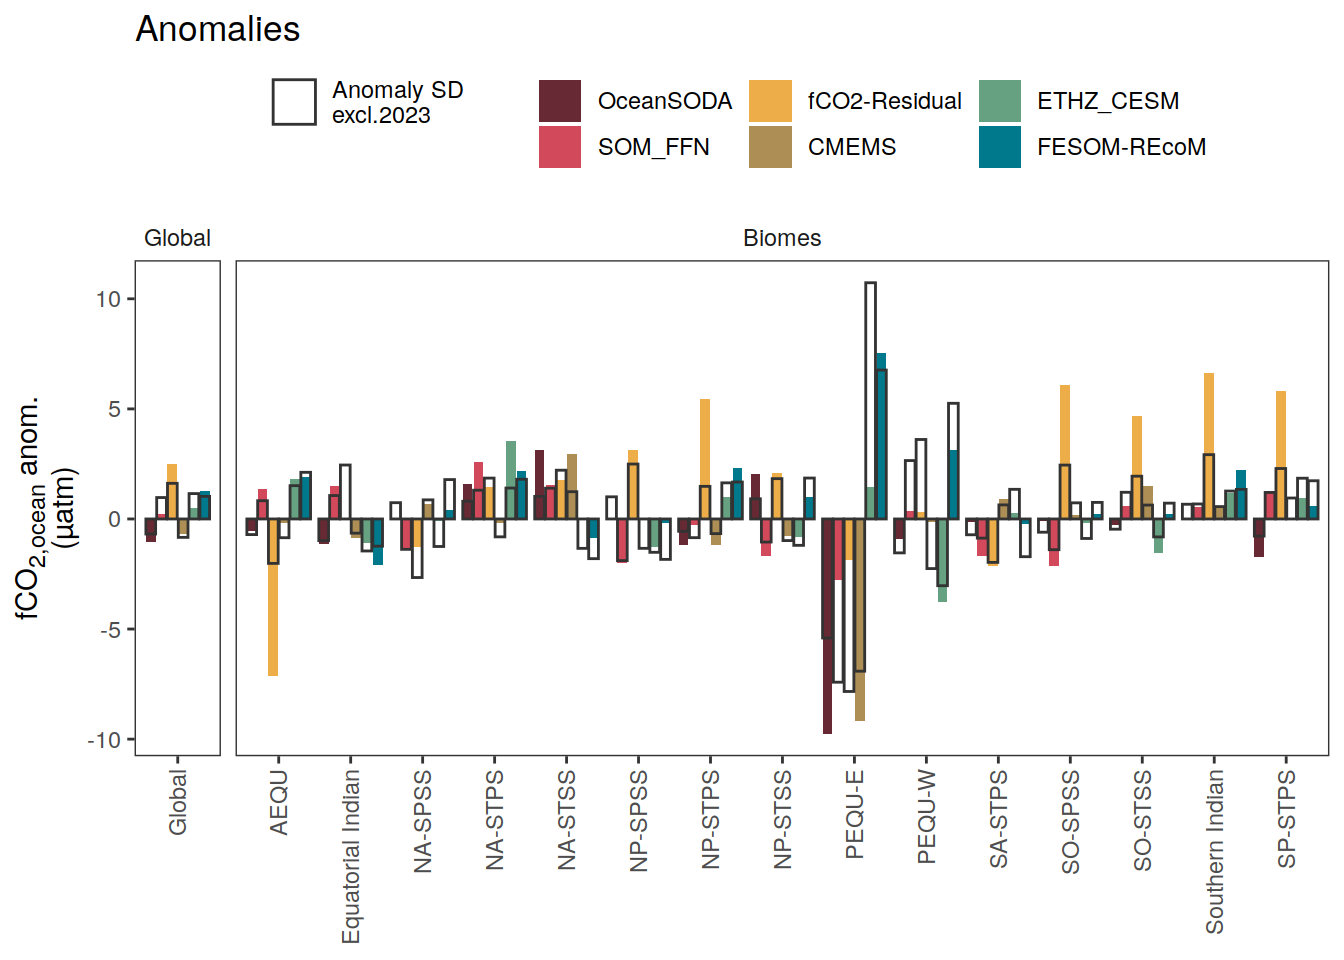 Anomalies
Anomaly SD
excl.2023
OceanSODA
SOM_FFN
fCO2-Residual
CMEMS
ETHZ_CESM
FESOM-REcoM
Global
Biomes
fCO2,ocean anom.
(µatm)
10
5
0
-5
-10
Global
AEQU
Equatorial Indian
NA-SPSS
NA-STPS
NA-STSS
NP-SPSS
NP-STPS
NP-STSS
PEQU-E
PEQU-W
SA-STPS
SO-SPSS
SO-STSS
Southern Indian
SP-STPS